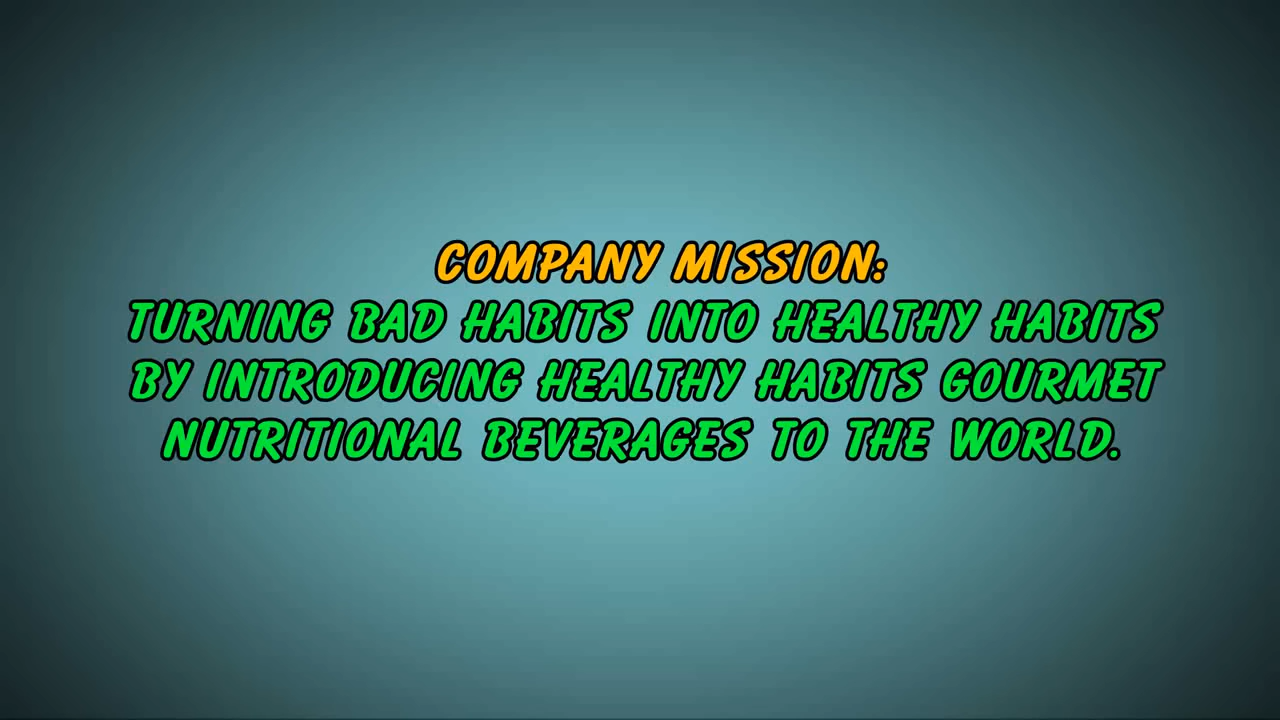 COMPANY MISSION:
TURNING BAD HABITS INTO HEALTHY HABITS
BY INTRODUCING HEALTHY HABITS GOURMET
NUTRITIONAL BEVERAGES TO THE WORLD.